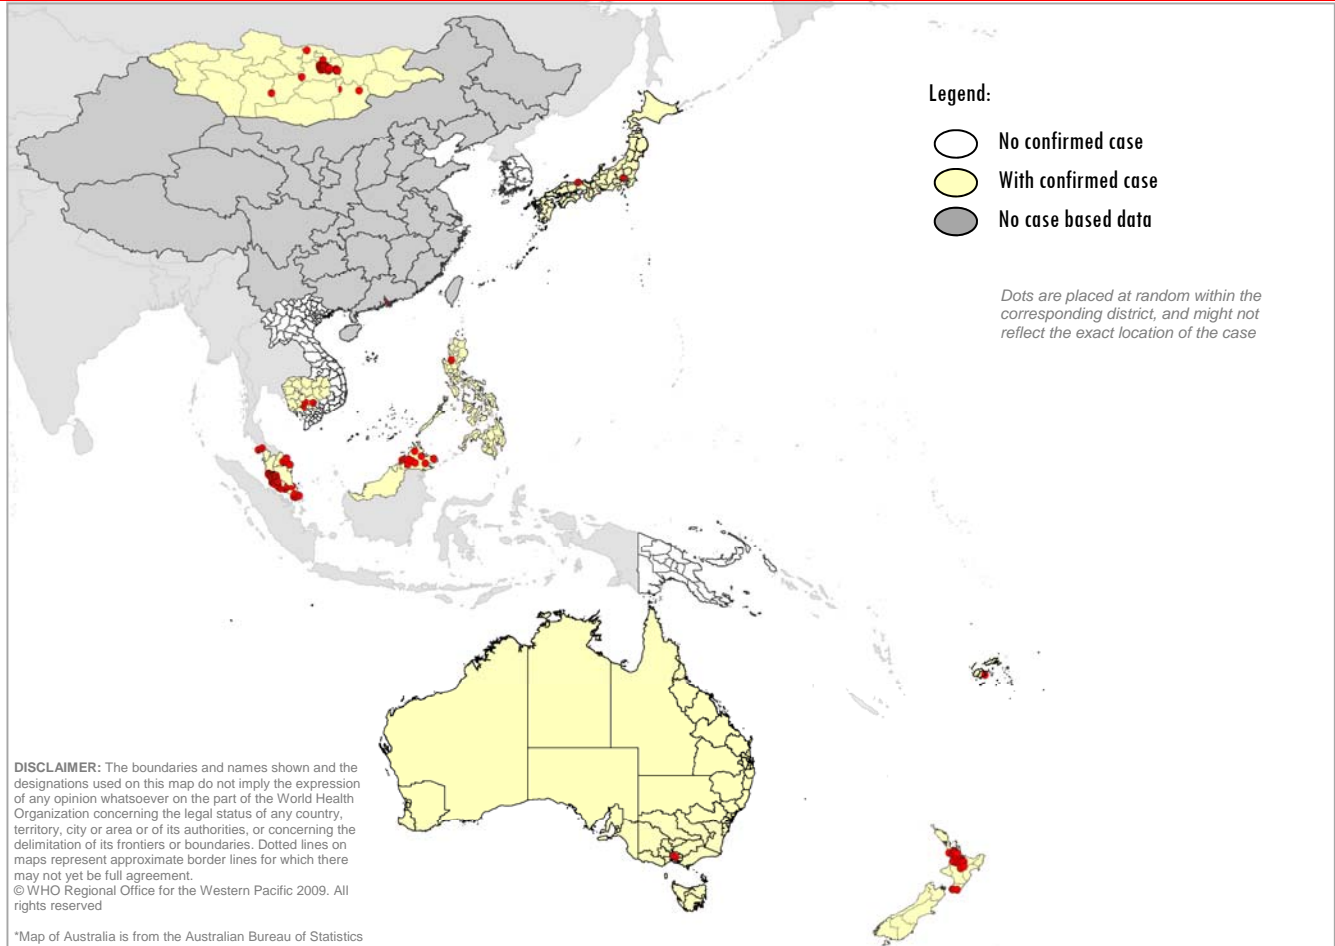 Legend:
No confirmed case
With confirmed case
No case based data
Dots are placed at random within the
corresponding district, and might not
reflect the exact location of the case
DISCLAIMER: The boundaries and names shown and the
designations used on this map do not imply the expression
of any opinion whatsoever on the part of the World Health
Organization concerning the legal status of any country,
territory, city or area or of its authorities, or concerning the
delimitation of its frontiers or boundaries. Dotted lines on
maps represent approximate border lines for which there
may not yet be full agreement.
© WHO Regional Office for the Western Pacific 2009. All
rights reserved
*Map of Australia is from the Australian Bureau of Statistics